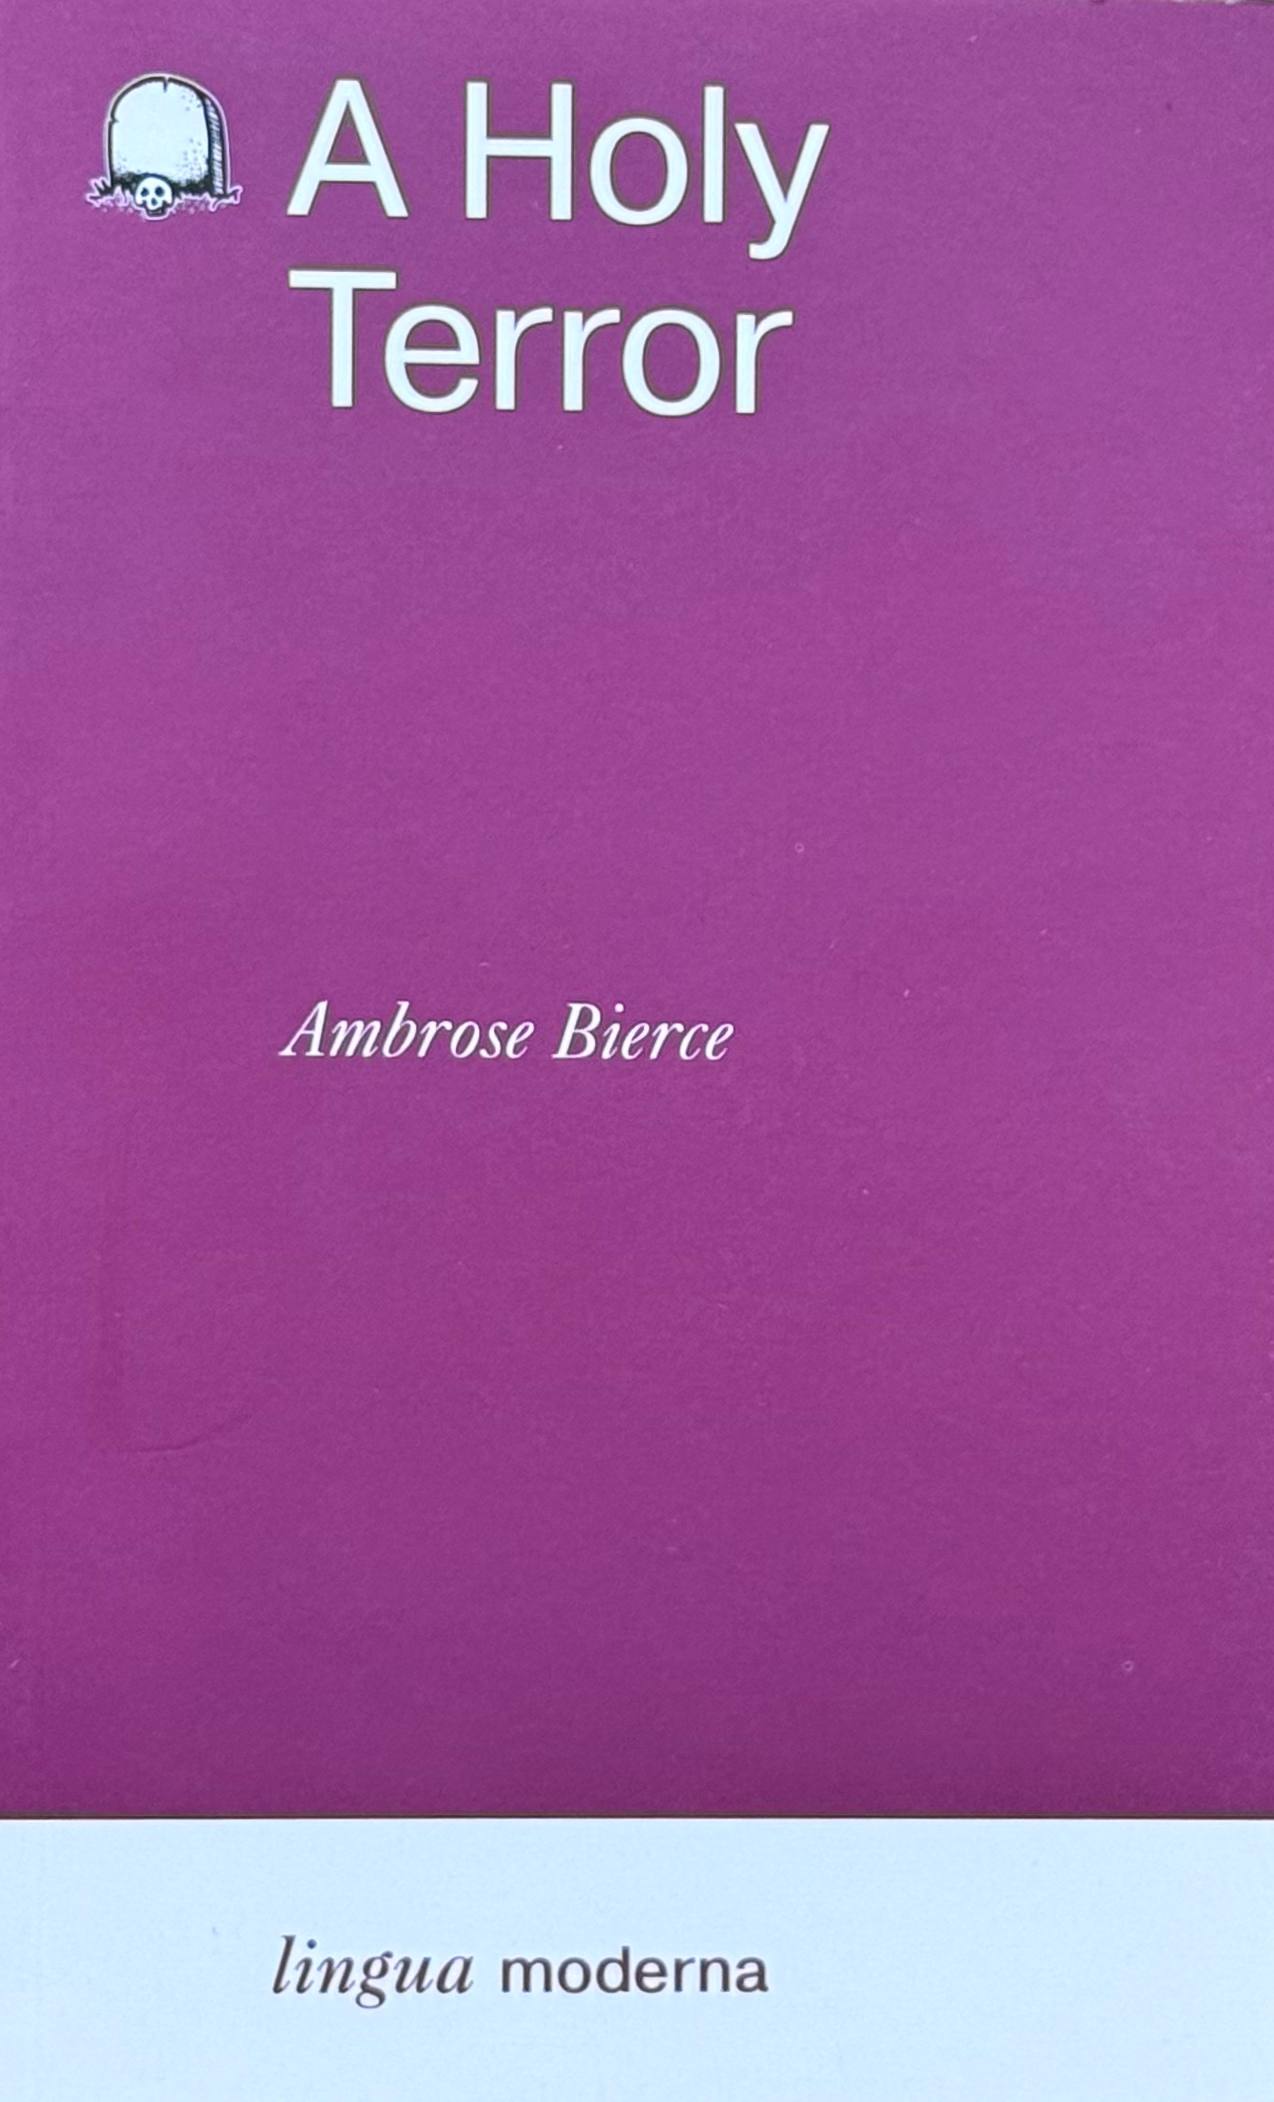 A Holy
Terror
Ambrose Bierce
lingua moderna